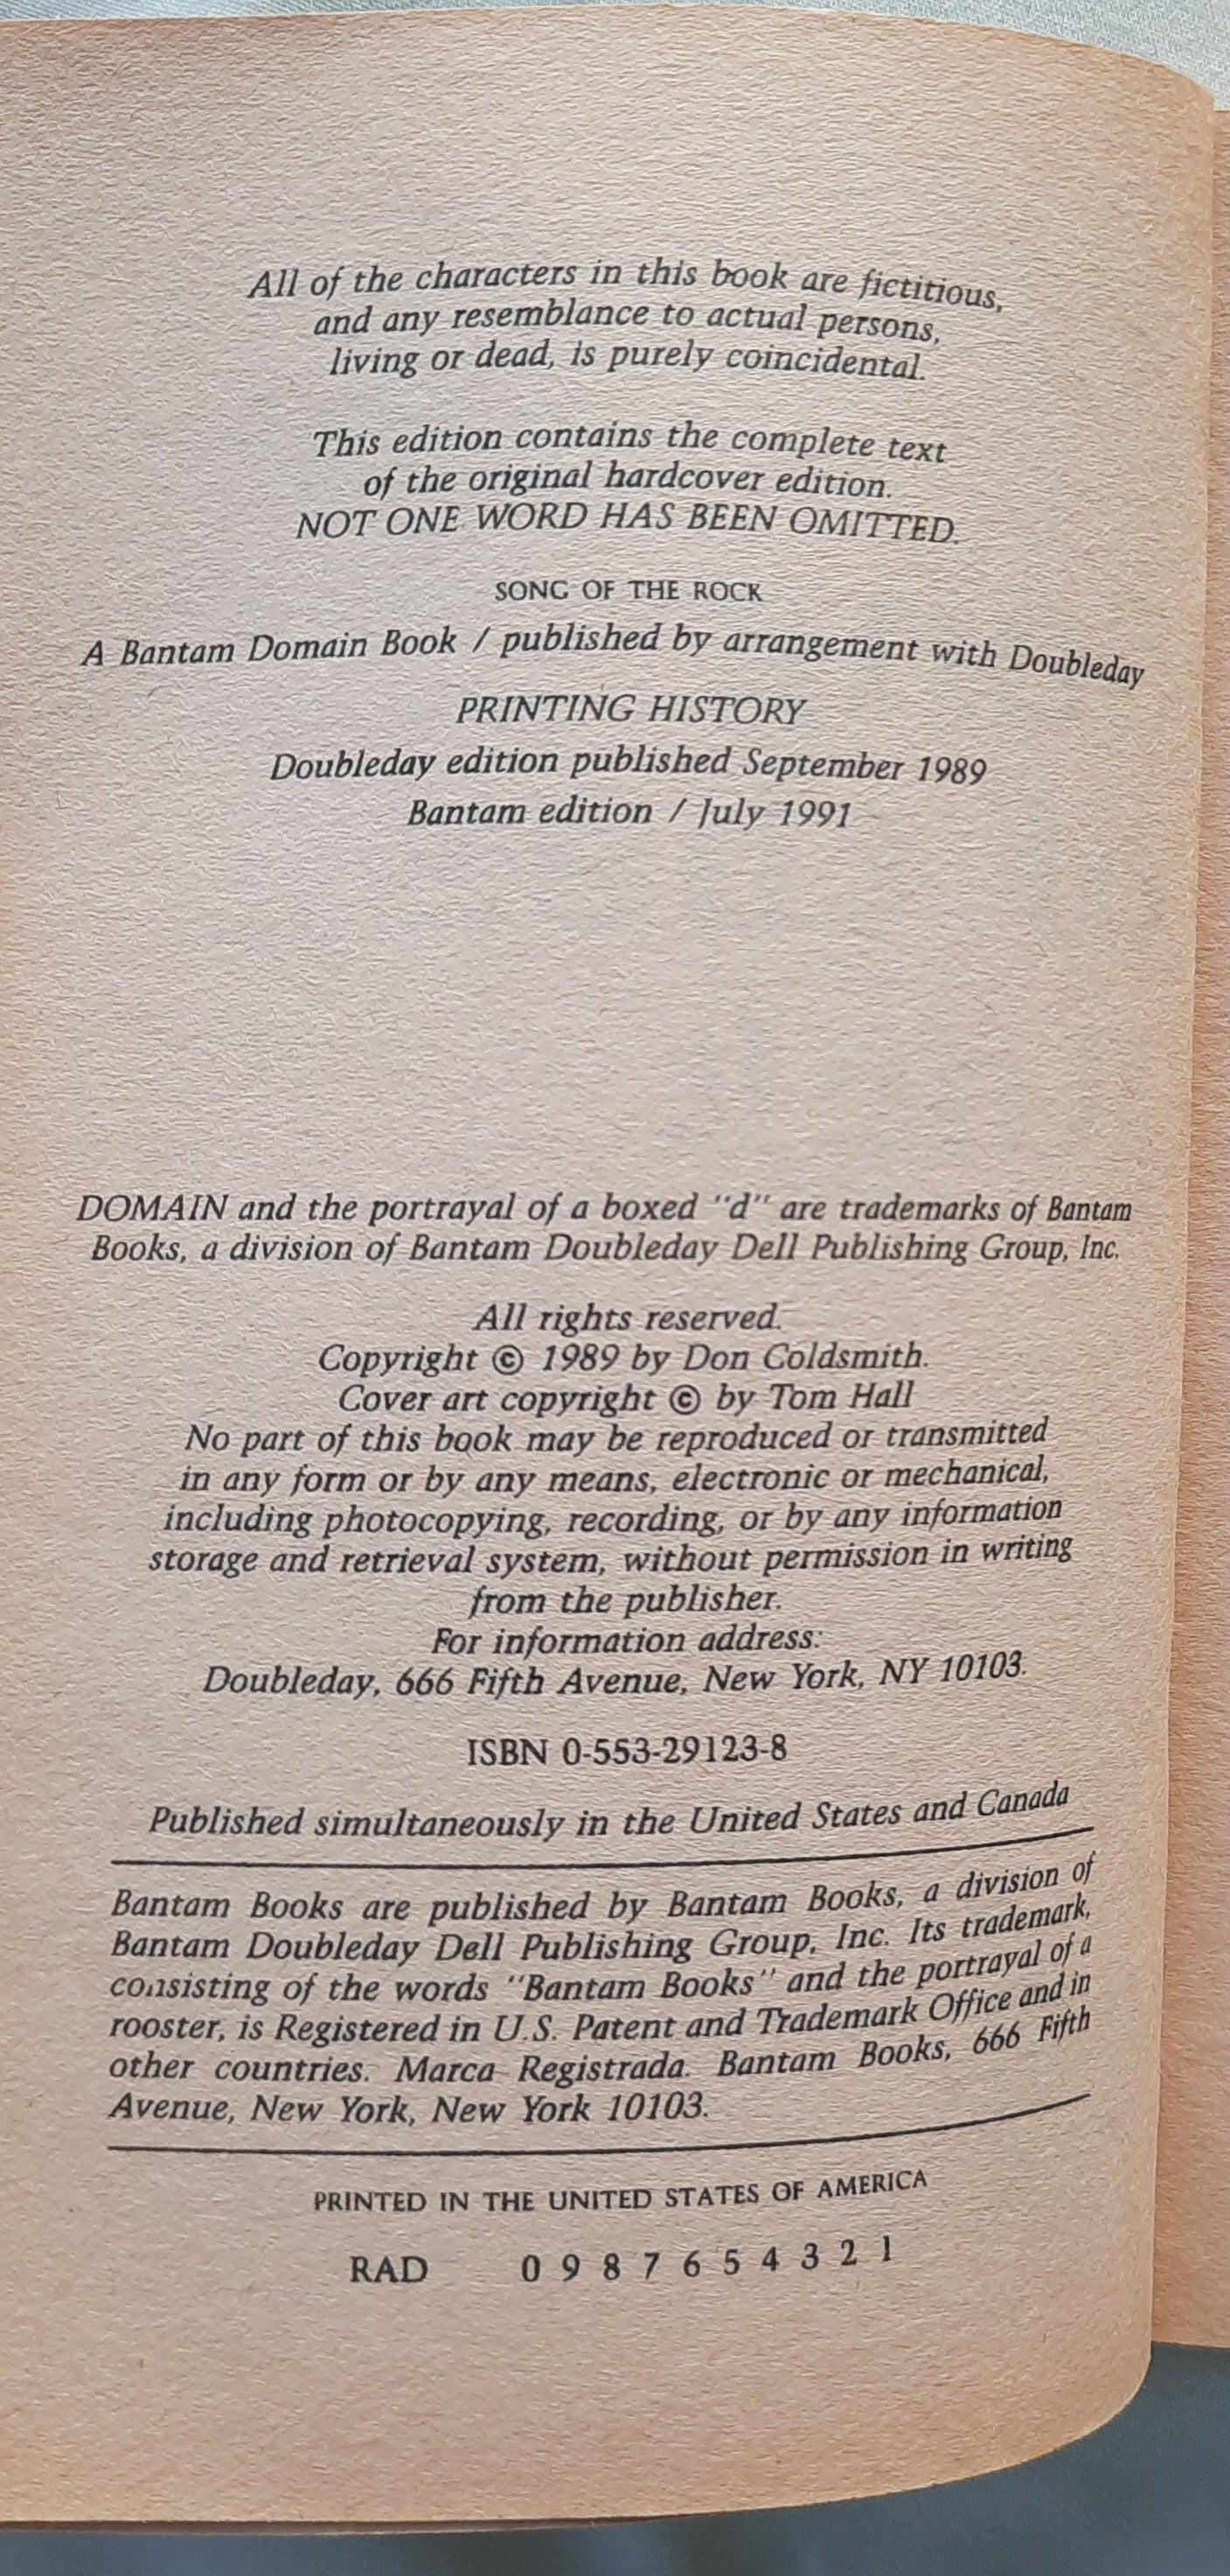 All of the characters in this book are fictitious,
and any resemblance to actual persons,
living or dead, is purely coincidental.
This edition contains the complete text
of the original hardcover edition.
NOT ONE WORD HAS BEEN OMITTED.
SONG OF THE ROCK
A Bantam Domain Book / published by arrangement with Doubleday
PRINTING HISTORY
Doubleday edition published September 1989
Bantam edition / July 1991
DOMAIN and the portrayal of a boxed "d" are trademarks of Bantam
Books, a division of Bantam Doubleday Dell Publishing Group, Inc.
All rights reserved.
Copyright © 1989 by Don Coldsmith.
Cover art copyright © by Tom Hall
No part of this book may be reproduced or transmitted
in any form or by any means, electronic or mechanical,
including photocopying, recording, or by any information
storage and retrieval system, without permission in writing
from the publisher.
For information address:
Doubleday, 666 Fifth Avenue, New York, NY 10103.
ISBN 0-553-29123-8
Published simultaneously in the United States and Canada
Bantam Books are published by Bantam Books, a division of
Bantam Doubleday Dell Publishing Group, Inc. Its trademark,
consisting of the words "Bantam Books" and the portrayal of a
rooster, is Registered in U.S. Patent and Trademark Office and in
other countries. Marca Registrada. Bantam Books, 666 Fifth
Avenue, New York, New York 10103.
PRINTED IN THE UNITED STATES OF AMERICA
RAD 0 9 8 7 6 5 4 3 2 1